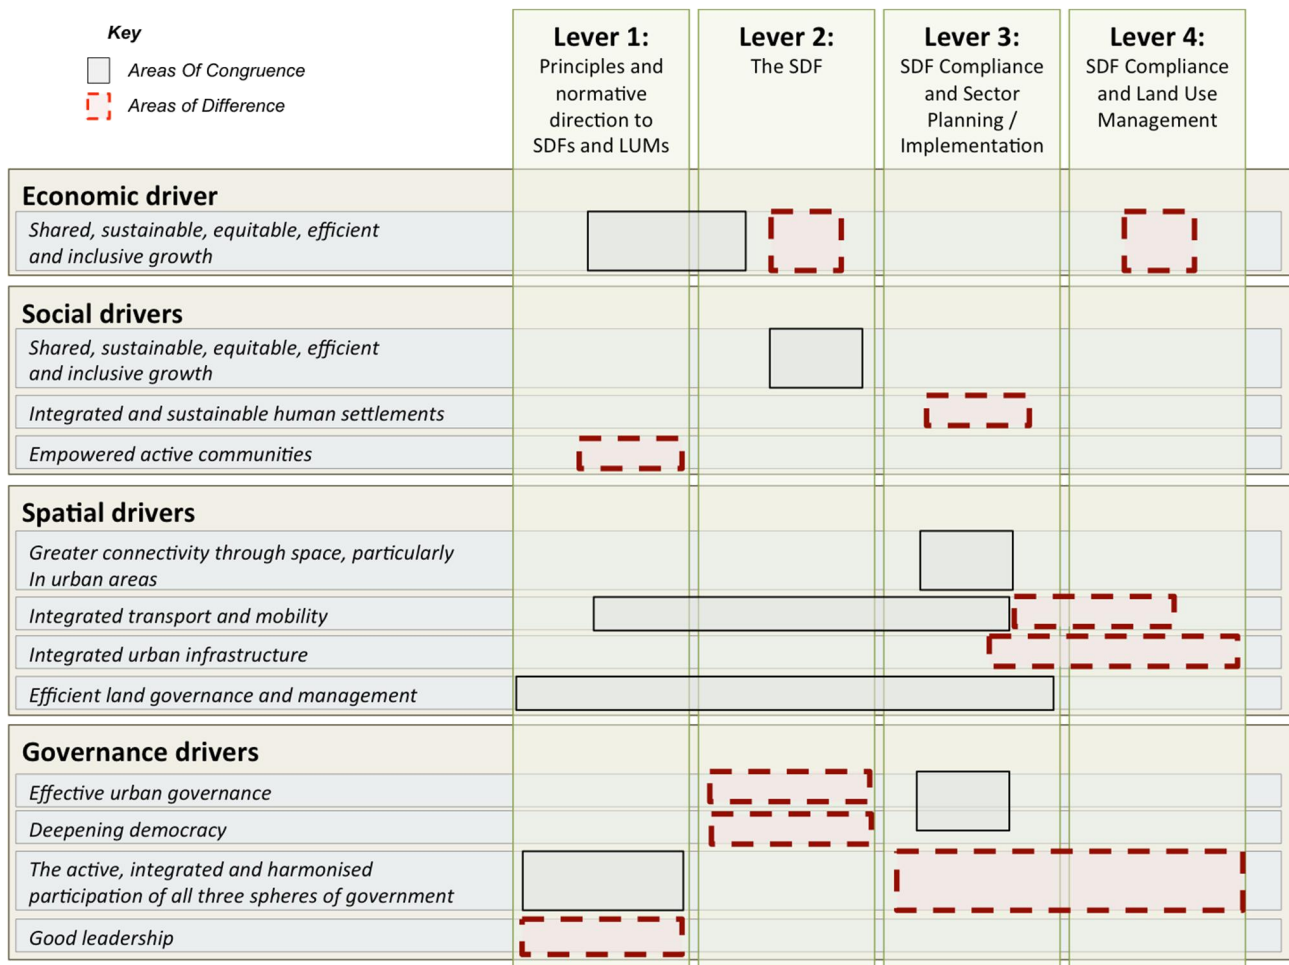 Key
Areas Of Congruence
Areas of Difference
Lever 1:
Principles and
normative
direction to
SDFs and LUMs
Lever 2:
The SDF
Lever 3:
SDF Compliance
and Sector
Planning /
Implementation
Lever 4:
SDF Compliance
and Land Use
Management
Economic driver
Shared, sustainable, equitable, efficient
and inclusive growth
Social drivers
Shared, sustainable, equitable, efficient
and inclusive growth
Integrated and sustainable human settlements
Empowered active communities
Spatial drivers
Greater connectivity through space, particularly
In urban areas
Integrated transport and mobility
Integrated urban infrastructure
Efficient land governance and management
Governance drivers
Effective urban governance
Deepening democracy
The active, integrated and harmonised
participation of all three spheres of government
Good leadership